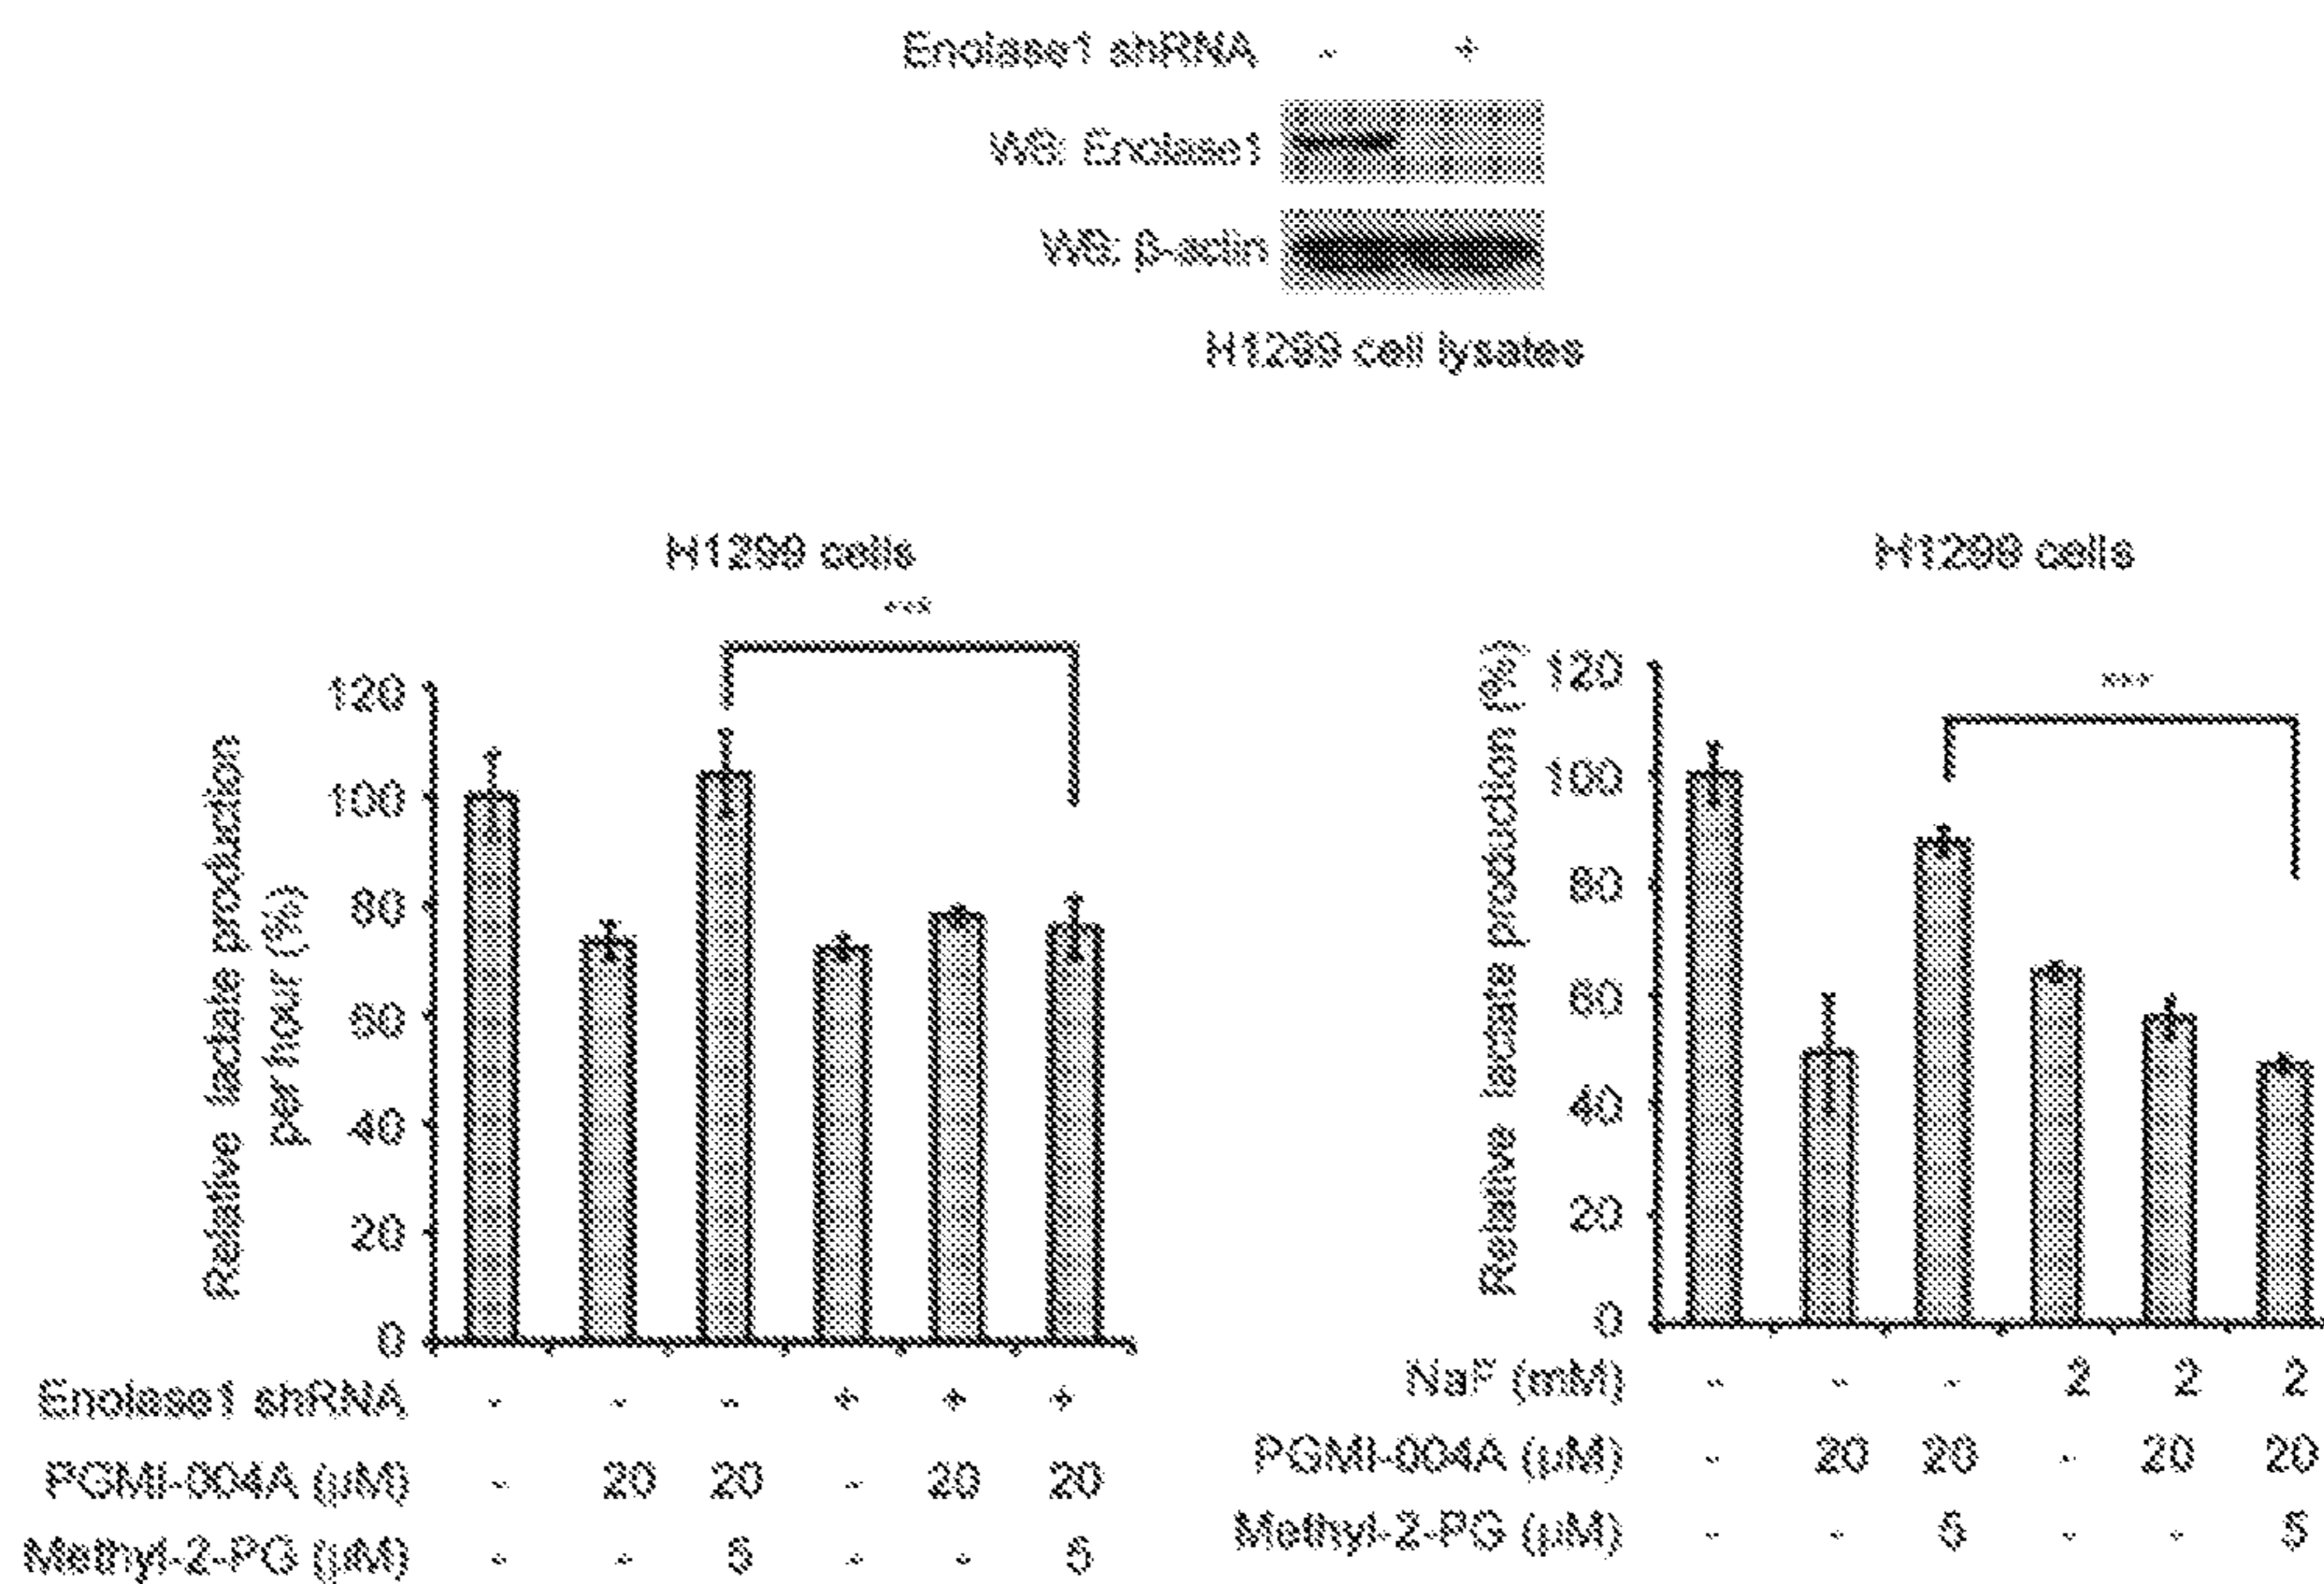 Enolase1 shRNA - +
WB: Enolase1
WB: β-actin
H1299 cell lysates
H1299 cells
***
Relative lactate production
per hour (%)
120
100
80
60
40
20
0
Enolase1 shRNA - - - + + +
PGMI-004A (μM) - 20 20 - 20 20
Methyl-2-PG (μM) - - 5 - - 5
H1299 cells
***
Relative lactate production (%)
120
100
80
60
40
20
0
NaF (mM) - - - 2 2 2
PGMI-004A (μM) - 20 20 - 20 20
Methyl-2-PG (μM) - - 5 - - 5